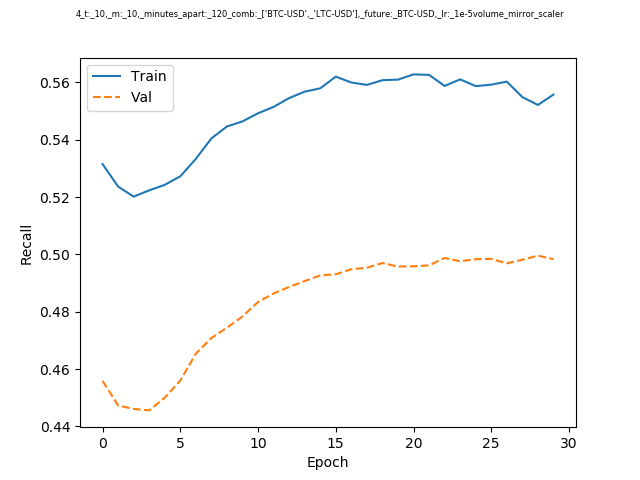 4_t:_10,_m:_10,_minutes_apart:_120_comb:_['BTC-USD',_'LTC-USD'],_future:_BTC-USD,_lr:_1e-5volume_mirror_scaler
Train
Val
0.56
0.54
0.52
0.50
0.48
0.46
0.44
Recall
0 5 10 15 20 25 30
Epoch